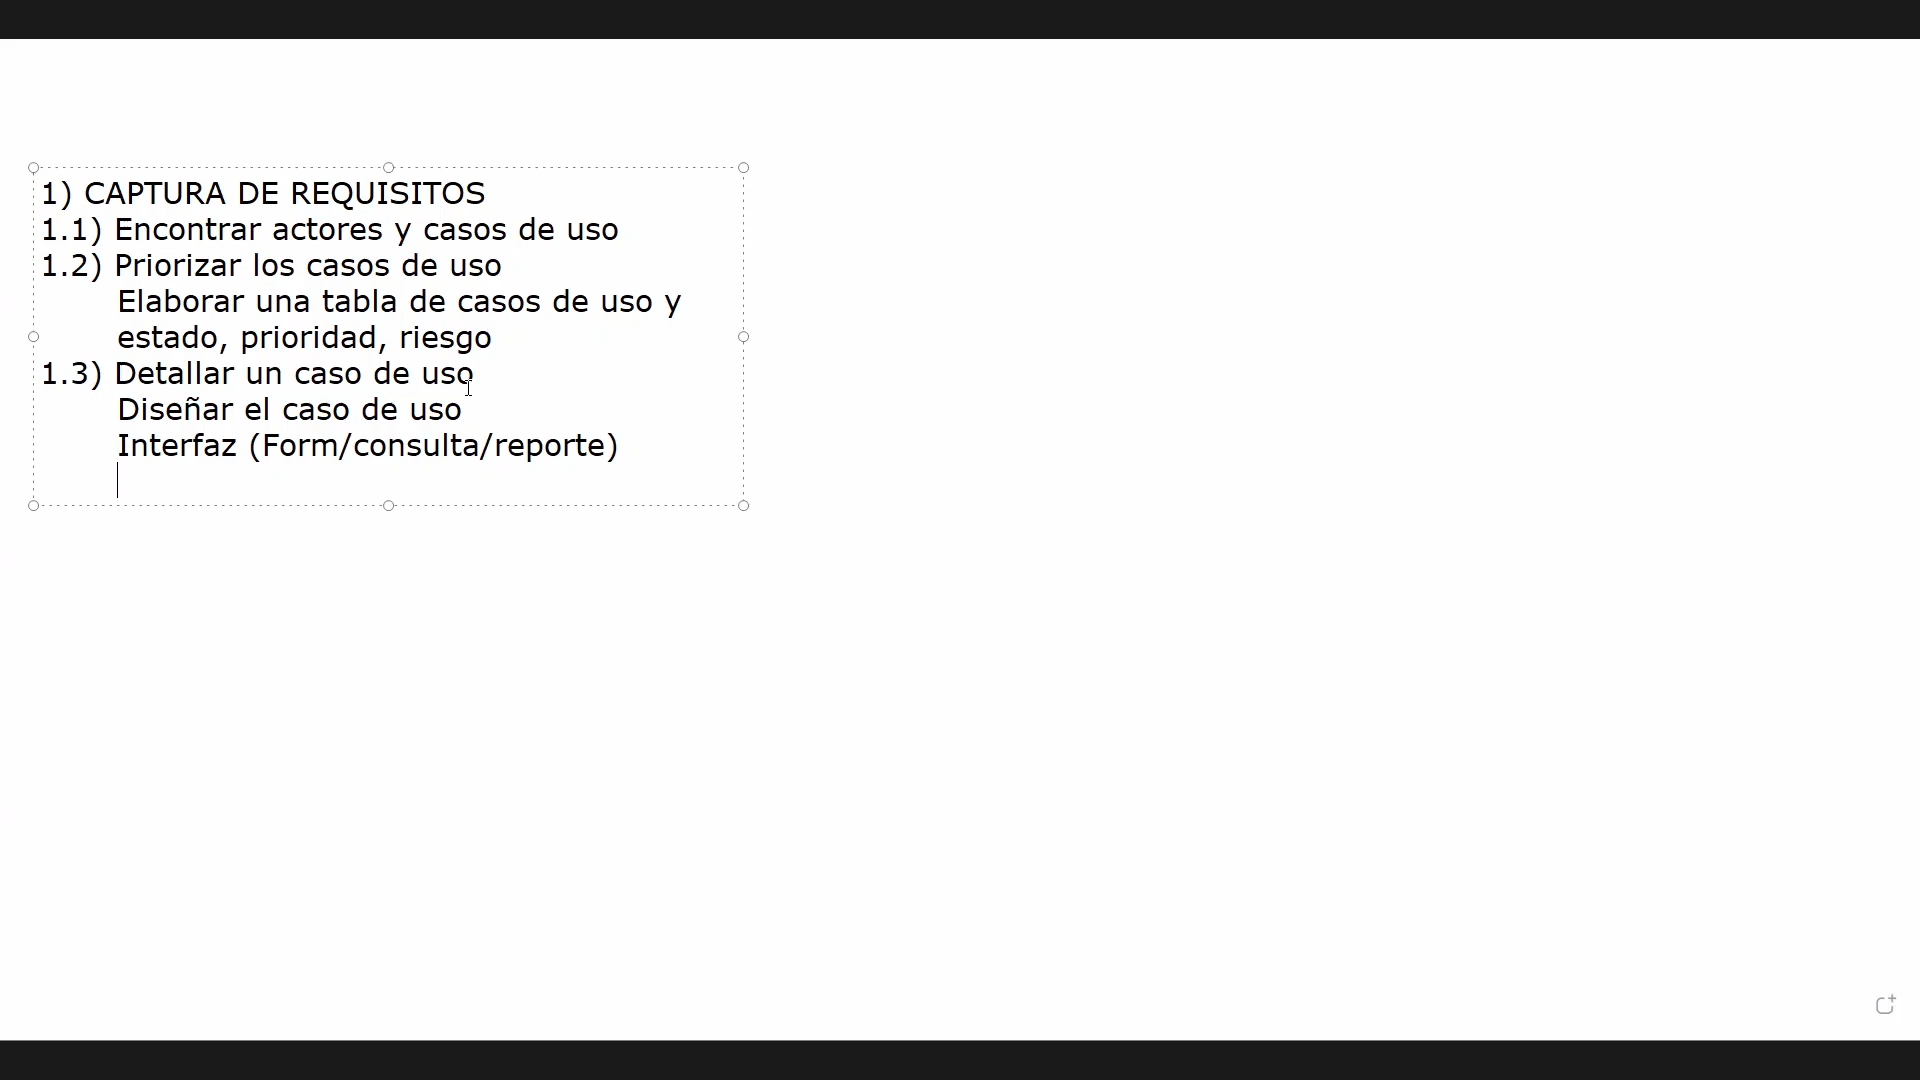 1) CAPTURA DE REQUISITOS
1.1) Encontrar actores y casos de uso
1.2) Priorizar los casos de uso
Elaborar una tabla de casos de uso y
estado, prioridad, riesgo
1.3) Detallar un caso de uso
Diseñar el caso de uso
Interfaz (Form/consulta/reporte)